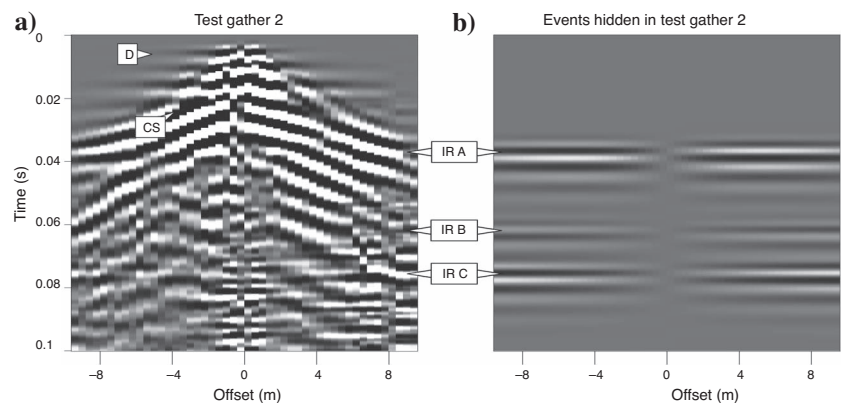 a)
Test gather 2
b)
Events hidden in test gather 2
0
0.02
0.04
0.06
0.08
0.1
Time (s)
D
CS
IR A
IR B
IR C
−8
−4
0
4
8
Offset (m)
−8
−4
0
4
8
Offset (m)